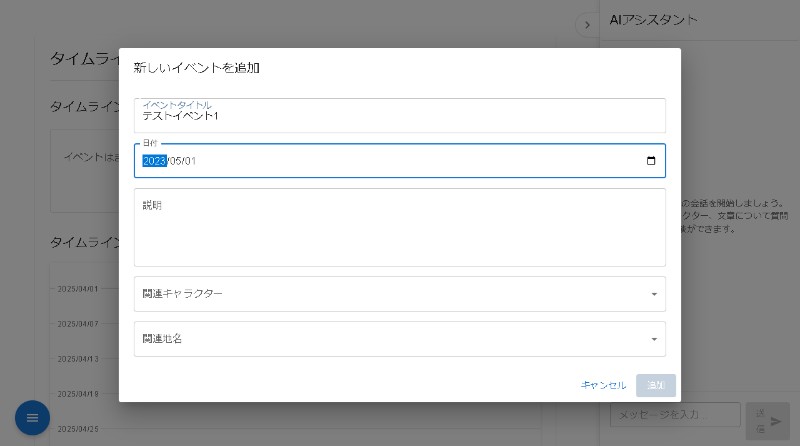 AIアシスタント
タイムライ
新しいイベントを追加
イベントタイトル
テストイベント1
タイムライン
日付
2023/05/01
イベントはま
説明
の会話を開始しましょう。
クター、文章について質問
ができます。
タイムライン
2025/04/01
関連キャラクター
2025/04/07
関連地名
2025/04/13
キャンセル
追加
2025/04/19
メッセージを入力
送信
2025/04/25